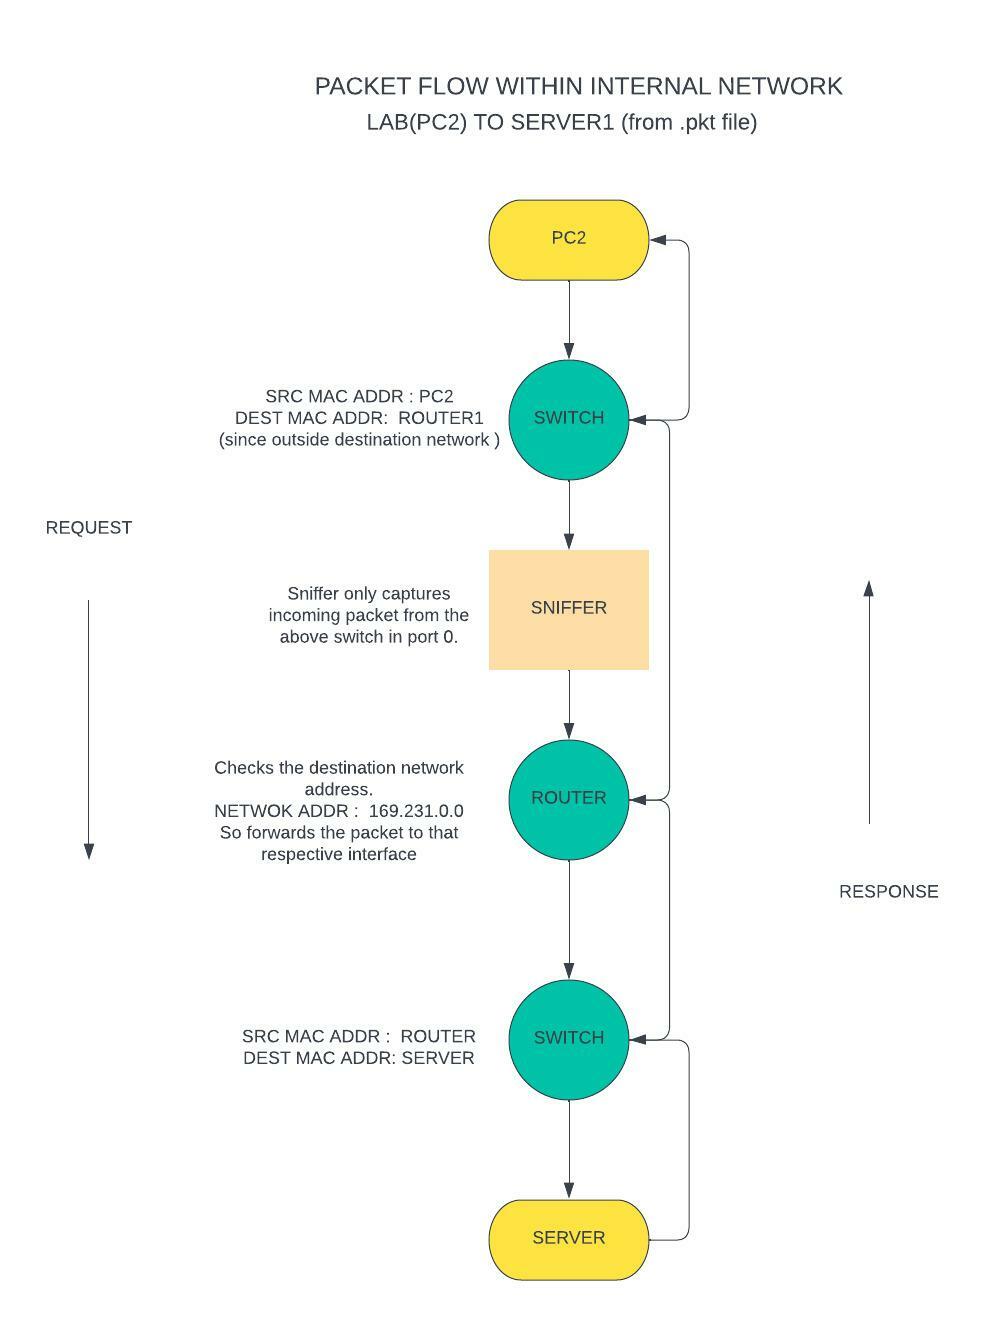 PACKET FLOW WITHIN INTERNAL NETWORK
LAB(PC2) TO SERVER1 (from .pkt file)
PC2
SRC MAC ADDR : PC2
DEST MAC ADDR:  ROUTER1
(since outside destination network )
SWITCH
REQUEST
Sniffer only captures
incoming packet from the
above switch in port 0.
SNIFFER
Checks the destination network
address.
NETWOK ADDR :  169.231.0.0
So forwards the packet to that
respective interface
ROUTER
RESPONSE
SRC MAC ADDR :  ROUTER
DEST MAC ADDR: SERVER
SWITCH
SERVER